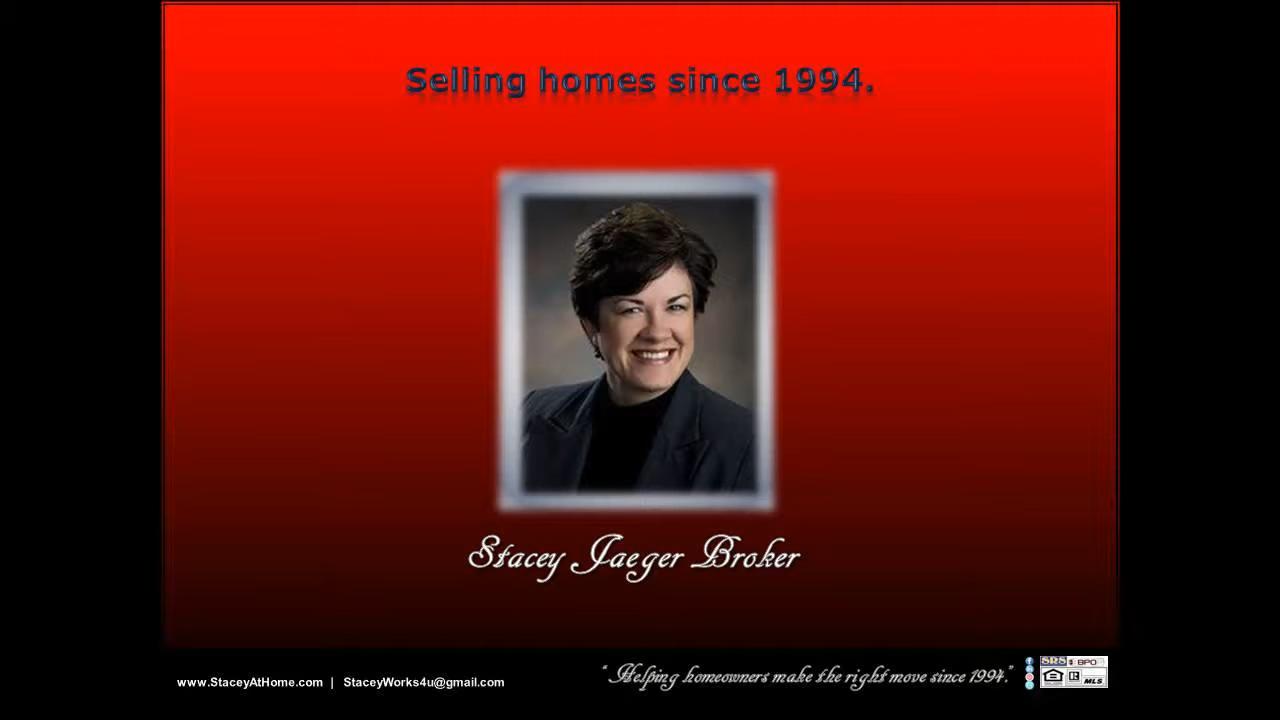 Selling homes since 1994.
Stacey Jaeger Broker
www.StaceyAtHome.com | StaceyWorks4u@gmail.com
“Helping homeowners make the right move since 1994.”
SRS BPO
R MLS